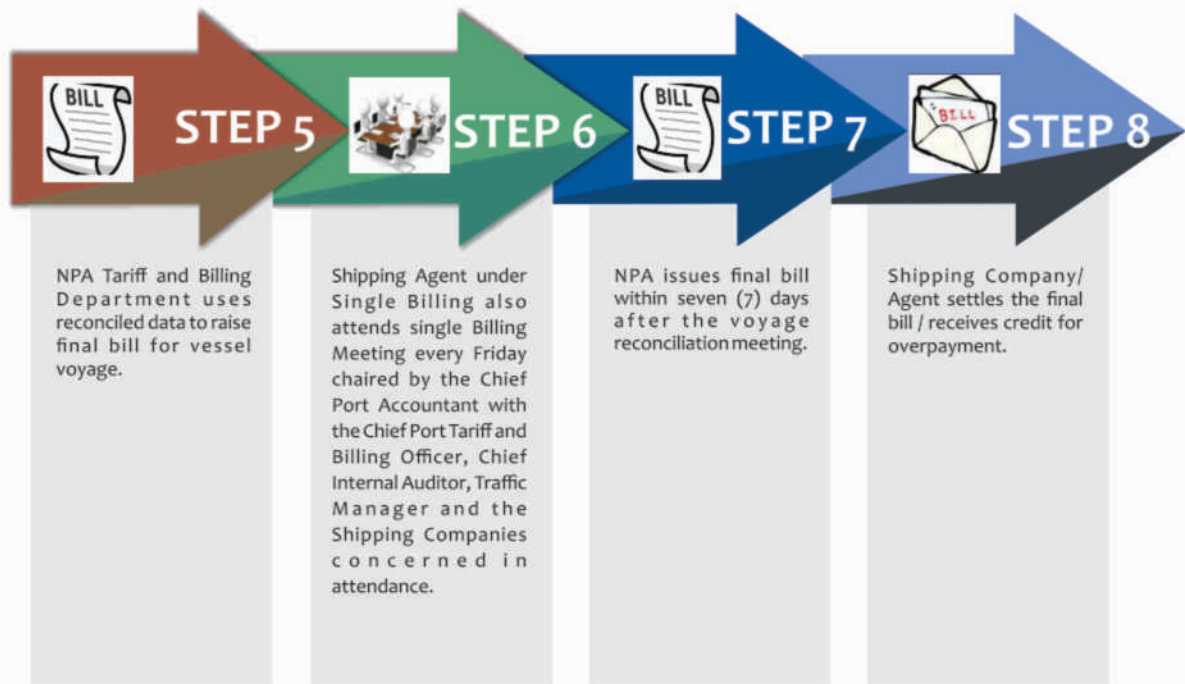 BILL
STEP 5
STEP 6
BILL
STEP 7
BILL
STEP 8
NPA Tariff and Billing
Department uses
reconciled data to raise
final bill for vessel
voyage.
Shipping Agent under
Single Billing also
attends single Billing
Meeting every Friday
chaired by the Chief
Port Accountant with
the Chief Port Tariff and
Billing Officer, Chief
Internal Auditor, Traffic
Manager and the
Shipping Companies
concerned in
attendance.
NPA issues final bill
within seven (7) days
after the voyage
reconciliation meeting.
Shipping Company/
Agent settles the final
bill / receives credit for
overpayment.